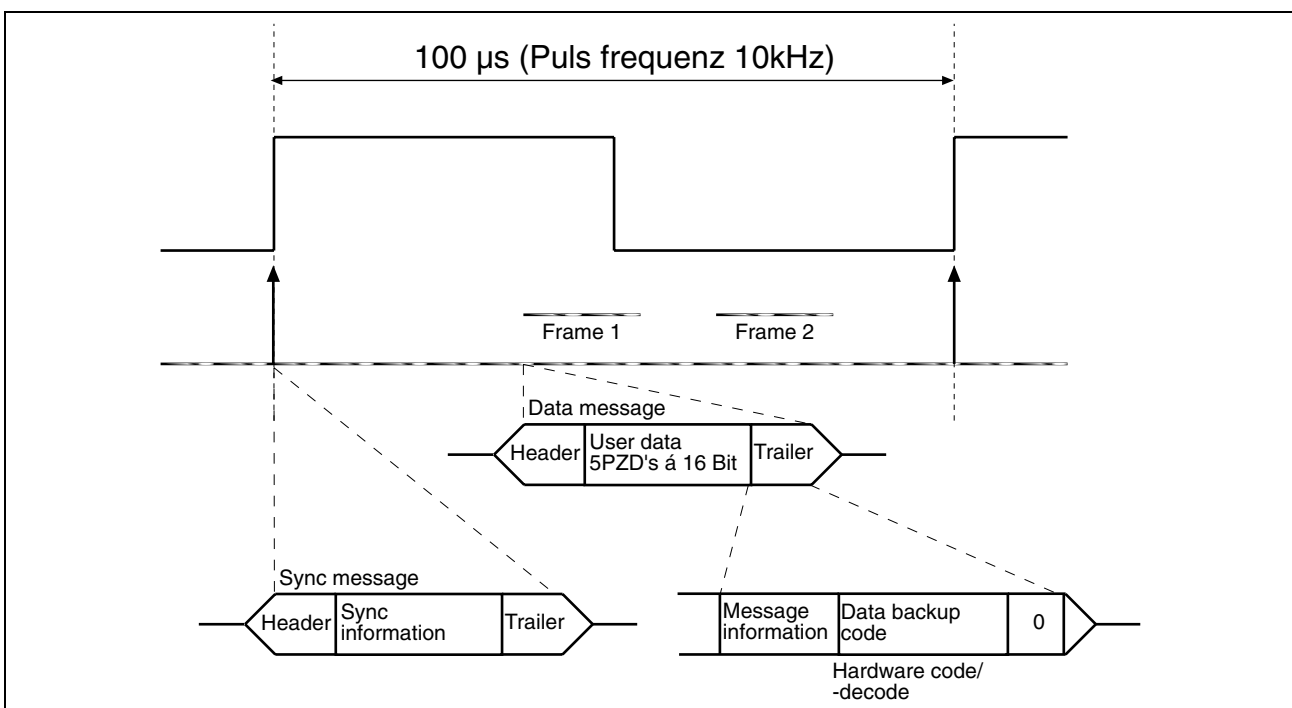 100 µs (Puls frequenz 10kHz)
Frame 1
Frame 2
Data message
Header
User data
5PZD's á 16 Bit
Trailer
Sync message
Header
Sync
information
Trailer
Message
information
Data backup
code
0
Hardware code/
-decode